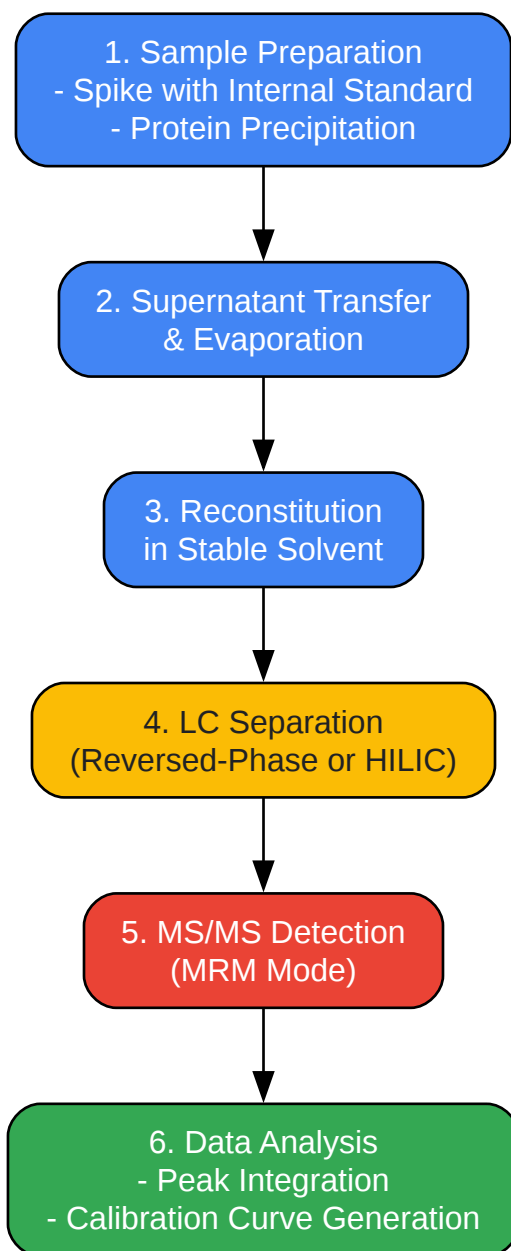 1. Sample Preparation
- Spike with Internal Standard
- Protein Precipitation
2. Supernatant Transfer
& Evaporation
3. Reconstitution
in Stable Solvent
4. LC Separation
(Reversed-Phase or HILIC)
5. MS/MS Detection
(MRM Mode)
6. Data Analysis
- Peak Integration
- Calibration Curve Generation